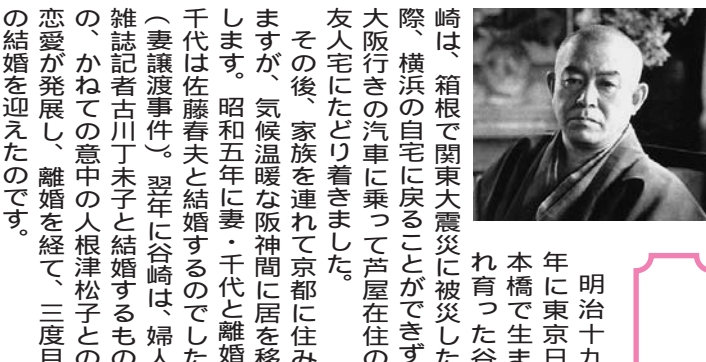 明治十九
年に東京日
本橋で生ま
れ育った谷
崎は、箱根で関東大震災に被災した
際、横浜の自宅に戻ることができず
大阪行きの汽車に乗って芦屋在住の
友人宅にたどり着きました。
その後、家族を連れて京都に住み
ますが、気候温暖な阪神間に居を移
します。昭和五年に妻・千代と離婚
千代は佐藤春夫と結婚するのでした
（妻譲渡事件）。翌年に谷崎は、婦人
雑誌記者古川丁未子と結婚するもの
の、かねての意中の人根津松子との
恋愛が発展し、離婚を経て、三度目
の結婚を迎えたのです。